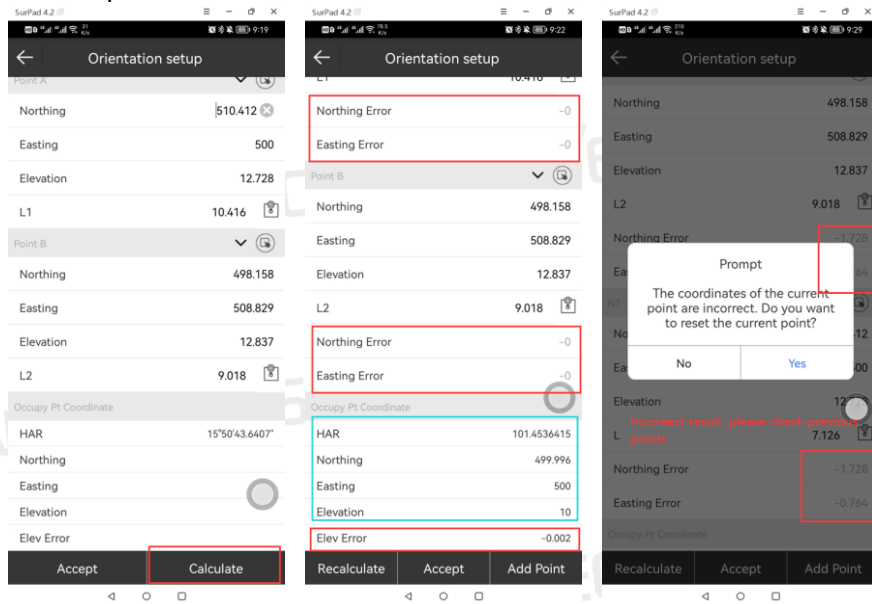 SurPad 4.2
31 K/s
85 9:19
Orientation setup
Point A
Northing 510.412
Easting 500
Elevation 12.728
L1 10.416
Point B
Northing 498.158
Easting 508.829
Elevation 12.837
L2 9.018
Occupy Pt Coordinate
HAR 15°50'43.6407"
Northing
Easting
Elevation
Elev Error
Accept Calculate
SurPad 4.2
78.5 K/s
85 9:22
Orientation setup
L1 10.416
Northing Error -0
Easting Error -0
Point B
Northing 498.158
Easting 508.829
Elevation 12.837
L2 9.018
Northing Error -0
Easting Error -0
Occupy Pt Coordinate
HAR 101.4536415
Northing 499.996
Easting 500
Elevation 10
Elev Error -0.002
Recalculate Accept Add Point
SurPad 4.2
210 K/s
9:29
Orientation setup
Northing 498.158
Easting 508.829
Elevation 12.837
L2 9.018
Northing Error -1.728
Prompt
The coordinates of the current
point are incorrect. Do you want
to reset the current point?
No Yes
Elevation
Incorreect result, please check previous
points
L 7.126
Northing Error -1.728
Easting Error -0.764
Occupy Pt Coordinate
Recalculate Accept Add Point